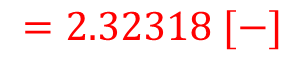 = 2.32318 [−]